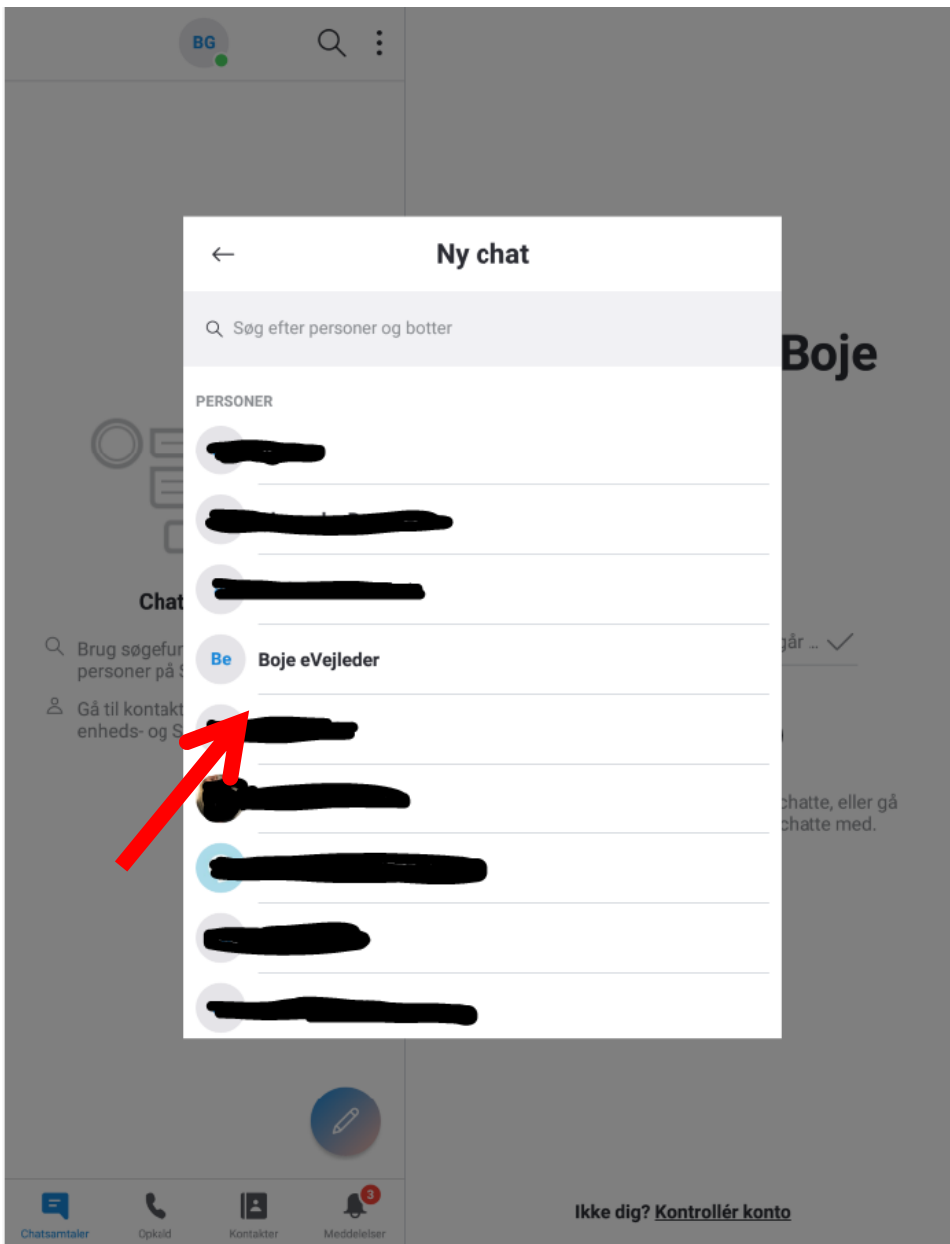 BG
Ny chat
Søg efter personer og botter
Boje
PERSONER
Chat
Brug søgefun
personer på S
Be
Boje eVejleder
går ...
Gå til kontakt
enheds- og S
chatte, eller gå
chatte med.
3
Chatsamtaler
Opkald
Kontakter
Meddelelser
Ikke dig? Kontrollér konto